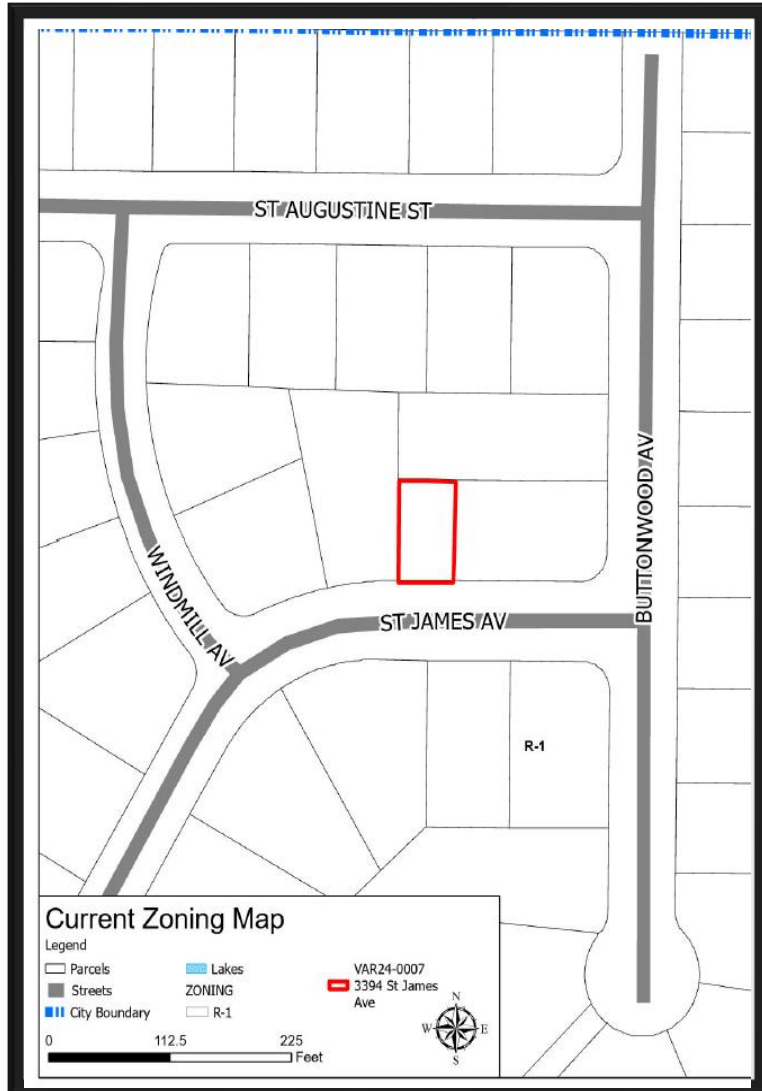 ST AUGUSTINE ST
BUTTONWOOD AV
WINDMILL AV
ST JAMES AV
R-1
Current Zoning Map
Legend
Parcels
Streets
City Boundary
Lakes
ZONING
R-1
VAR24-0007
3394 St James
Ave
N
W E
S
0 112.5 225
Feet